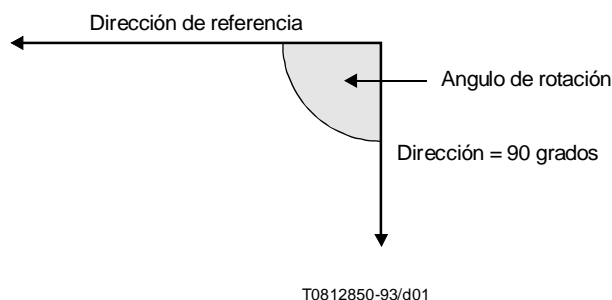 Dirección de referencia
Angulo de rotación
Dirección = 90 grados
T0812850-93/d01